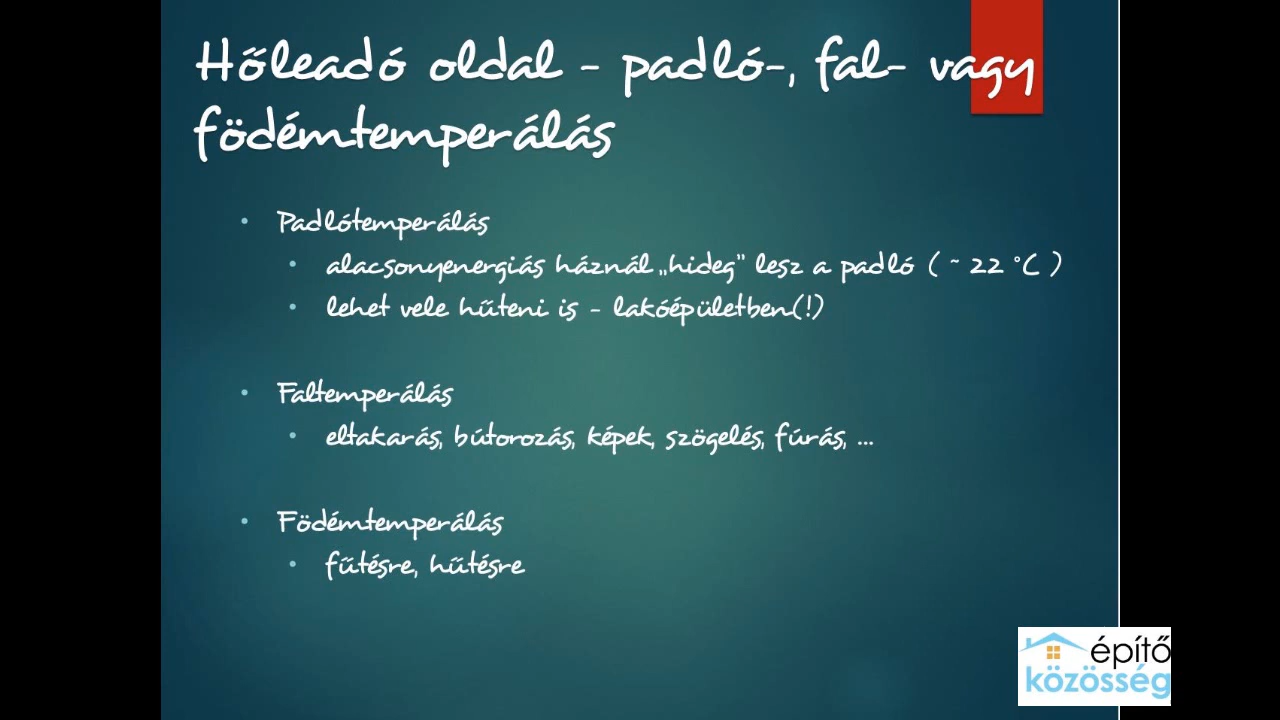 Hőleadó oldal - padló-, fal- vagy
födémtemperálás
• Padlótemperálás
• alacsonyenergiás háznál „hideg" lesz a padló ( ~ 22 °C )
• lehet vele hűteni is - lakóépületben(!)
• Faltemperálás
• eltakarás, bútorozás, képek, szögelés, fúrás, ...
• Födémtemperálás
• fűtésre, hűtésre
építő
közösség